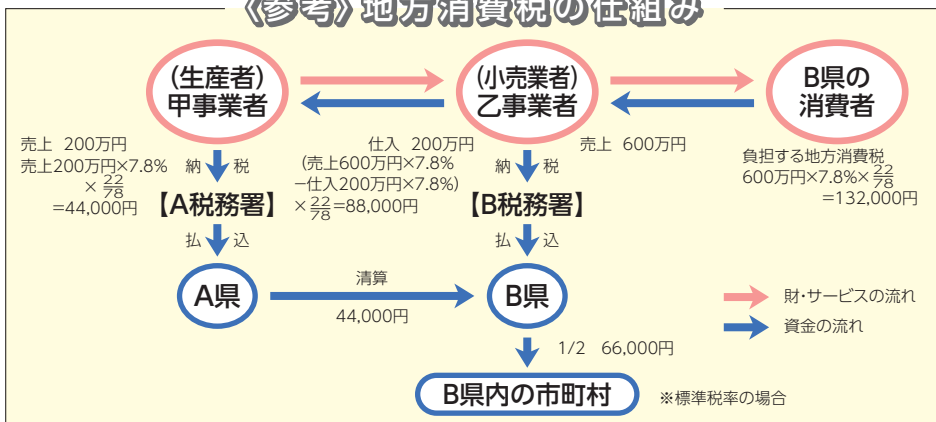 《参考》地方消費税の仕組み
(生産者)
甲事業者
(小売業者)
乙事業者
B県の
消費者
売上 200万円
売上200万円×7.8%
×22/78
=44,000円
納 税
【A税務署】
仕入 200万円
(売上600万円×7.8%
−仕入200万円×7.8%)
×22/78=88,000円
売上 600万円
納 税
【B税務署】
負担する地方消費税
600万円×7.8%×22/78
=132,000円
払 込
払 込
A県
清算
44,000円
B県
財・サービスの流れ
資金の流れ
1/2 66,000円
B県内の市町村
※標準税率の場合